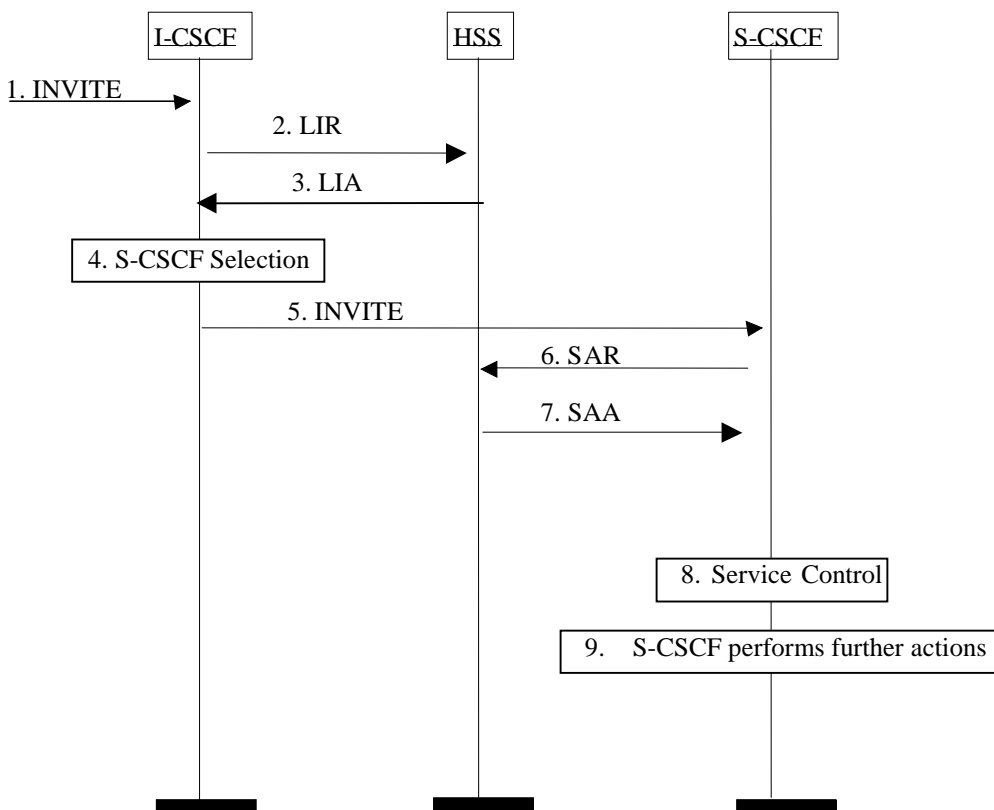 I-CSCF
HSS
S-CSCF
1. INVITE
2. LIR
3. LIA
4. S-CSCF Selection
5. INVITE
6. SAR
7. SAA
8. Service Control
9. S-CSCF performs further actions